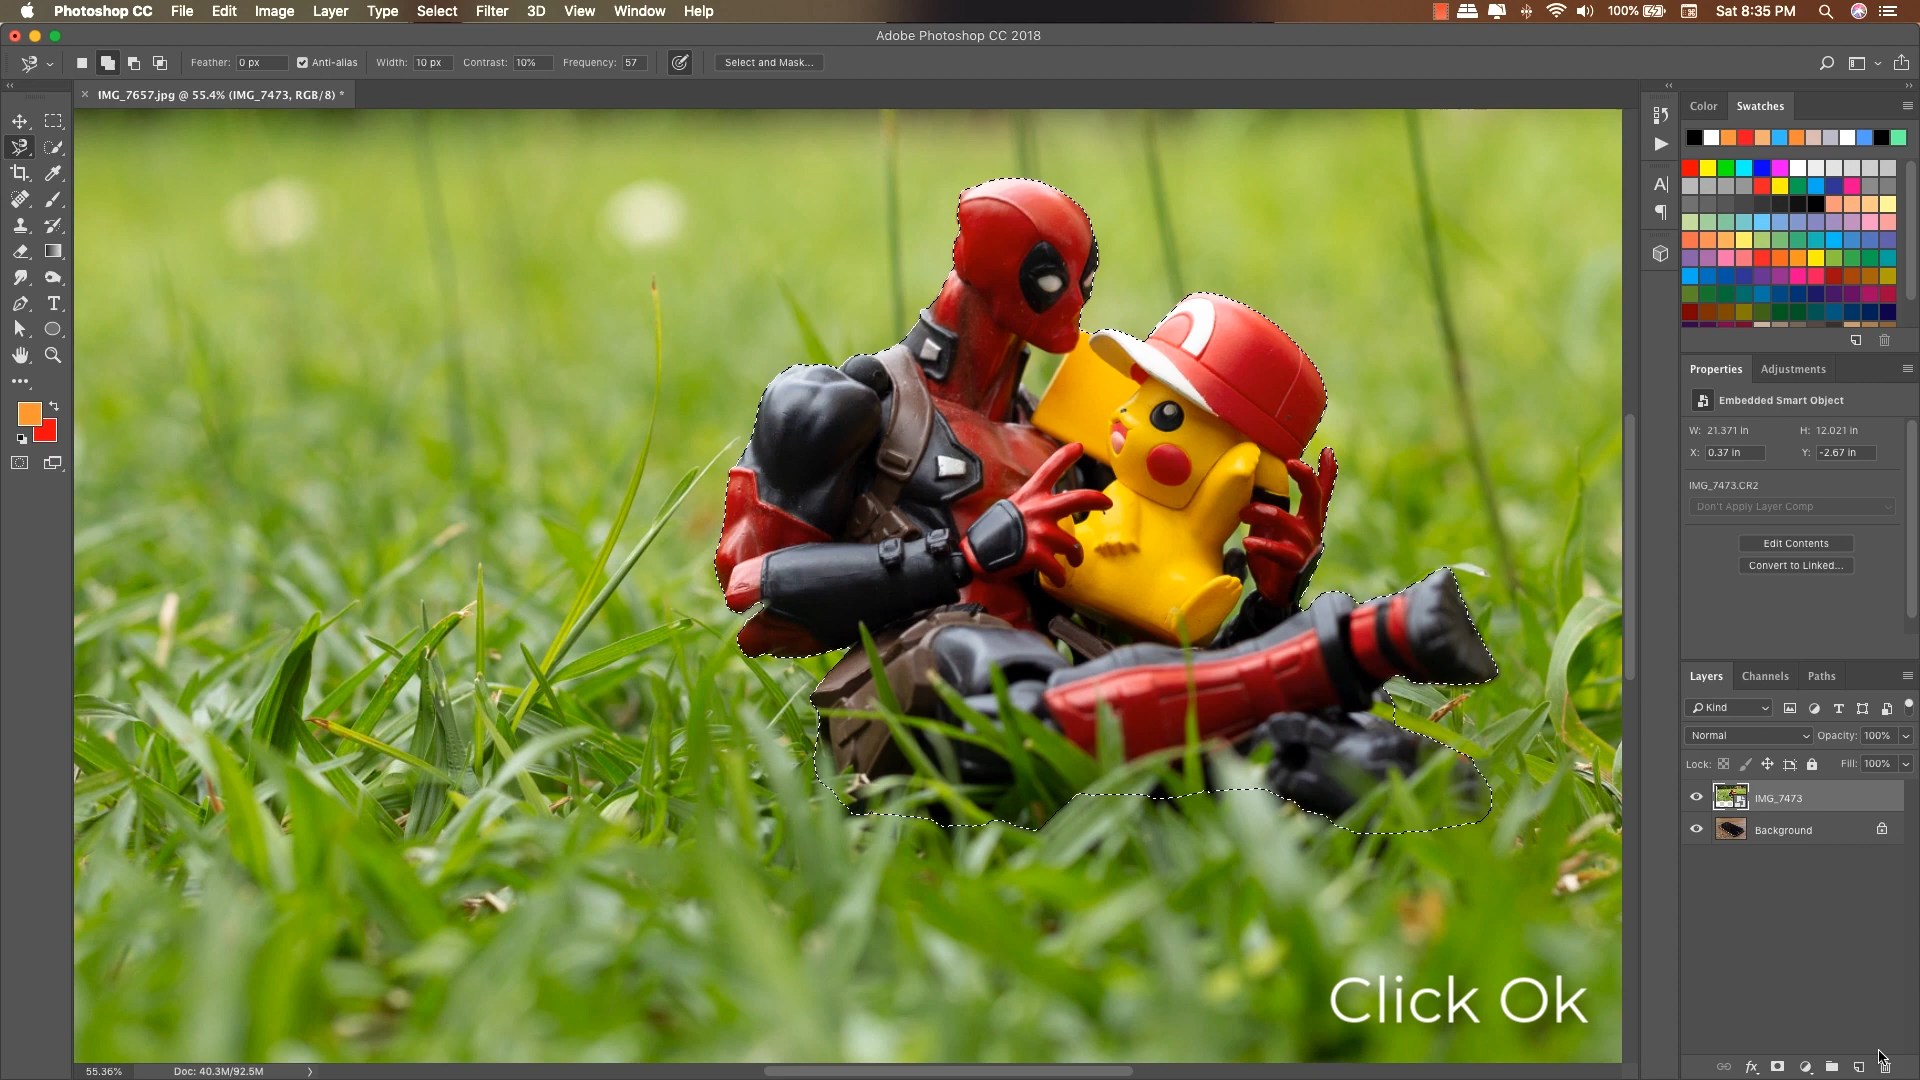 Photoshop CC File Edit Image Layer Type Select Filter 3D View Window Help 100% Sat 8:35 PM
Adobe Photoshop CC 2018
Feather: 0 px Anti-alias Width: 10 px Contrast: 10% Frequency: 57 Select and Mask...
IMG_7657.jpg @ 55.4% (IMG_7473, RGB/8) *
Color Swatches
Properties Adjustments
Embedded Smart Object
W: 21.371 in H: 12.021 in
X: 0.37 in Y: -2.67 in
IMG_7473.CR2
Don't Apply Layer Comp
Edit Contents
Convert to Linked...
Layers Channels Paths
Kind
Normal Opacity: 100%
Lock: Fill: 100%
IMG_7473
Background
Click Ok
55.36% Doc: 40.3M/92.5M
fx